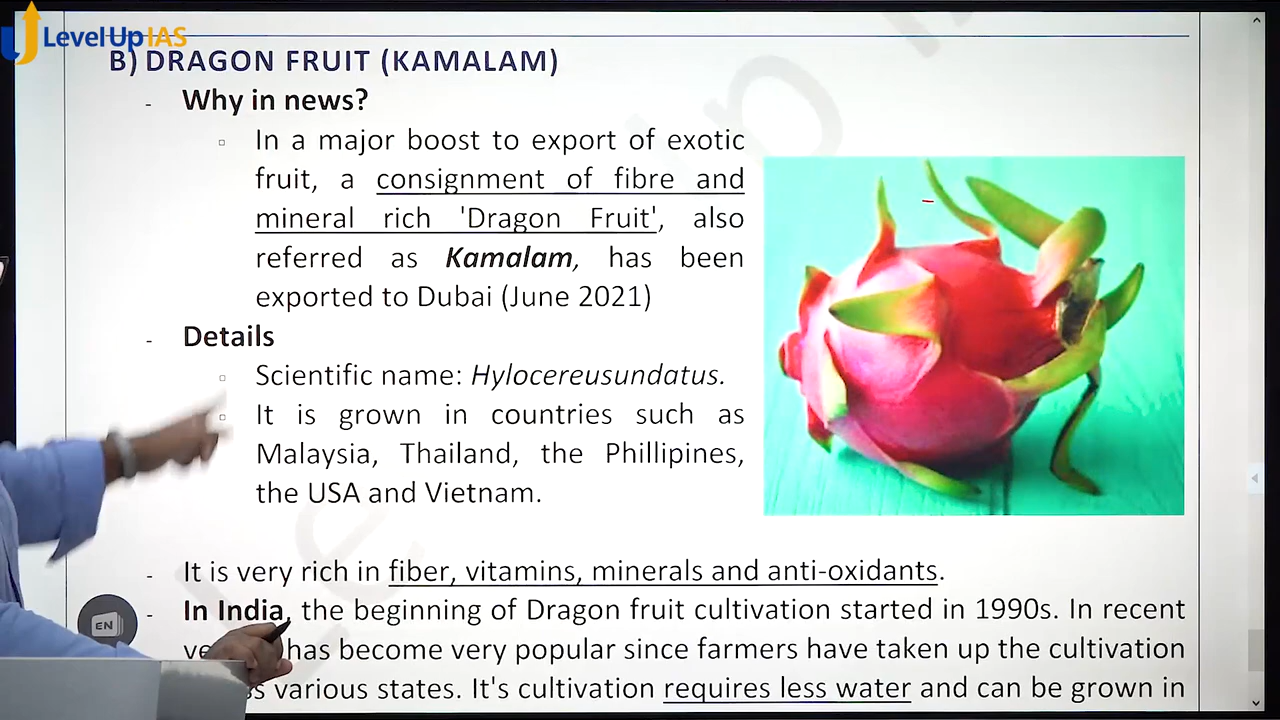 LevelUp IAS
B) DRAGON FRUIT (KAMALAM)
- Why in news?
In a major boost to export of exotic
fruit, a consignment of fibre and
mineral rich 'Dragon Fruit', also
referred as Kamalam, has been
exported to Dubai (June 2021)
- Details
Scientific name: Hylocereusundatus.
It is grown in countries such as
Malaysia, Thailand, the Phillipines,
the USA and Vietnam.
- It is very rich in fiber, vitamins, minerals and anti-oxidants.
EN
- In India, the beginning of Dragon fruit cultivation started in 1990s. In recent
has become very popular since farmers have taken up the cultivation
various states. It's cultivation requires less water and can be grown in